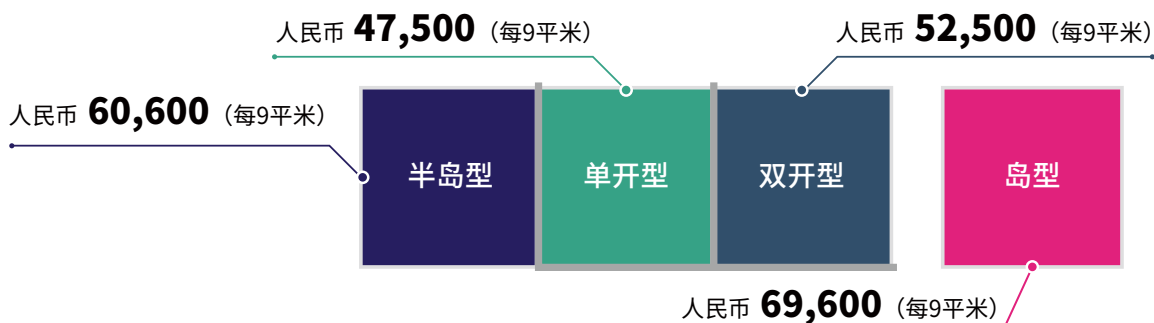 人民币 47,500（每9平米）
人民币 52,500（每9平米）
人民币 60,600（每9平米）
半岛型
单开型
双开型
岛型
人民币 69,600（每9平米）